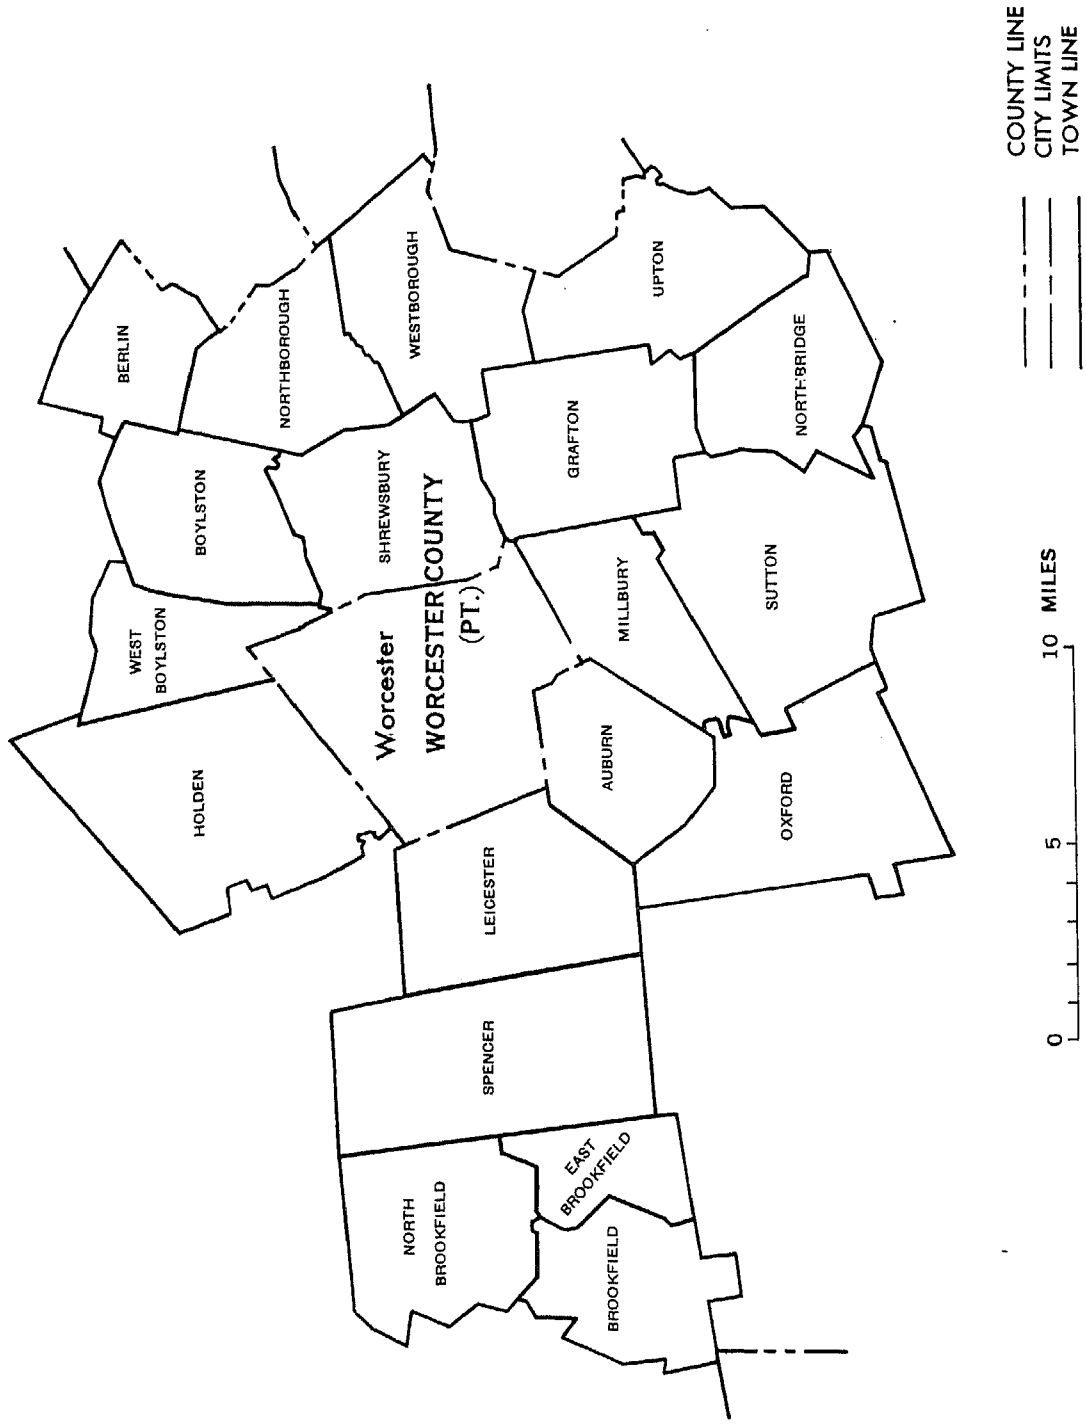 BERLIN
NORTHBOROUGH
WESTBOROUGH
UPTON
NORTHBRIDGE
BOYLSTON
SHREWSBURY
GRAFTON
WEST
BOYLSTON
MILLBURY
SUTTON
Worcester
WORCESTER COUNTY
(PT.)
HOLDEN
AUBURN
OXFORD
LEICESTER
SPENCER
NORTH
BROOKFIELD
EAST
BROOKFIELD
BROOKFIELD
COUNTY LINE
CITY LIMITS
TOWN LINE
0 5 10 MILES